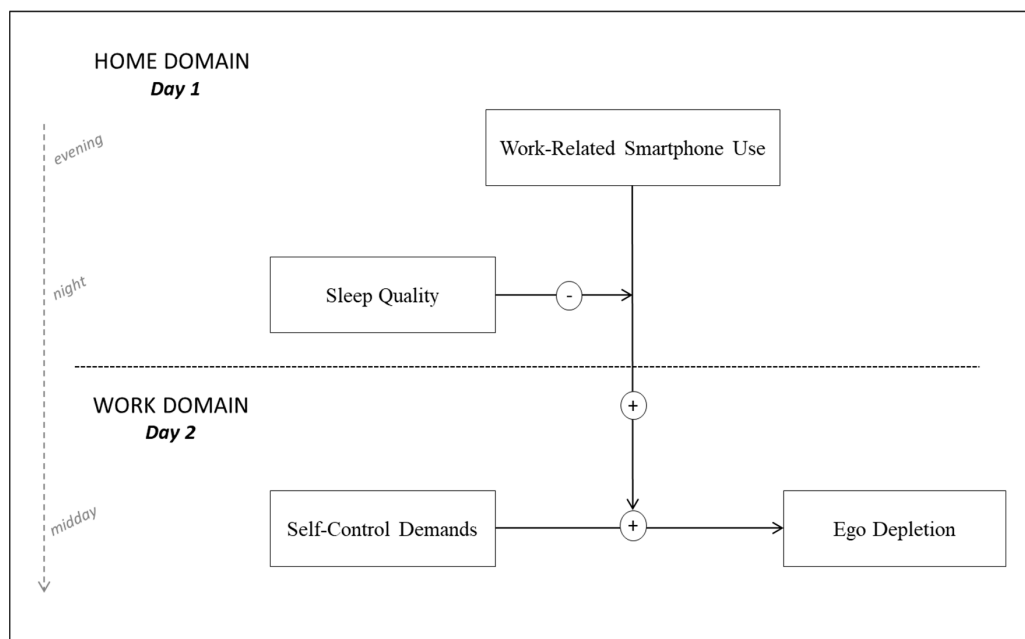 HOME DOMAIN
Day 1
evening
Work-Related Smartphone Use
night
Sleep Quality
-
+
WORK DOMAIN
Day 2
midday
Self-Control Demands
+
Ego Depletion